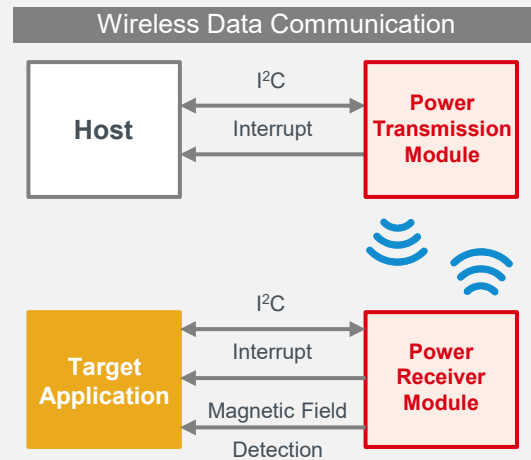 Wireless Data Communication
Host
I²C
Interrupt
Power
Transmission
Module
Target
Application
I²C
Interrupt
Magnetic Field
Detection
Power
Receiver
Module